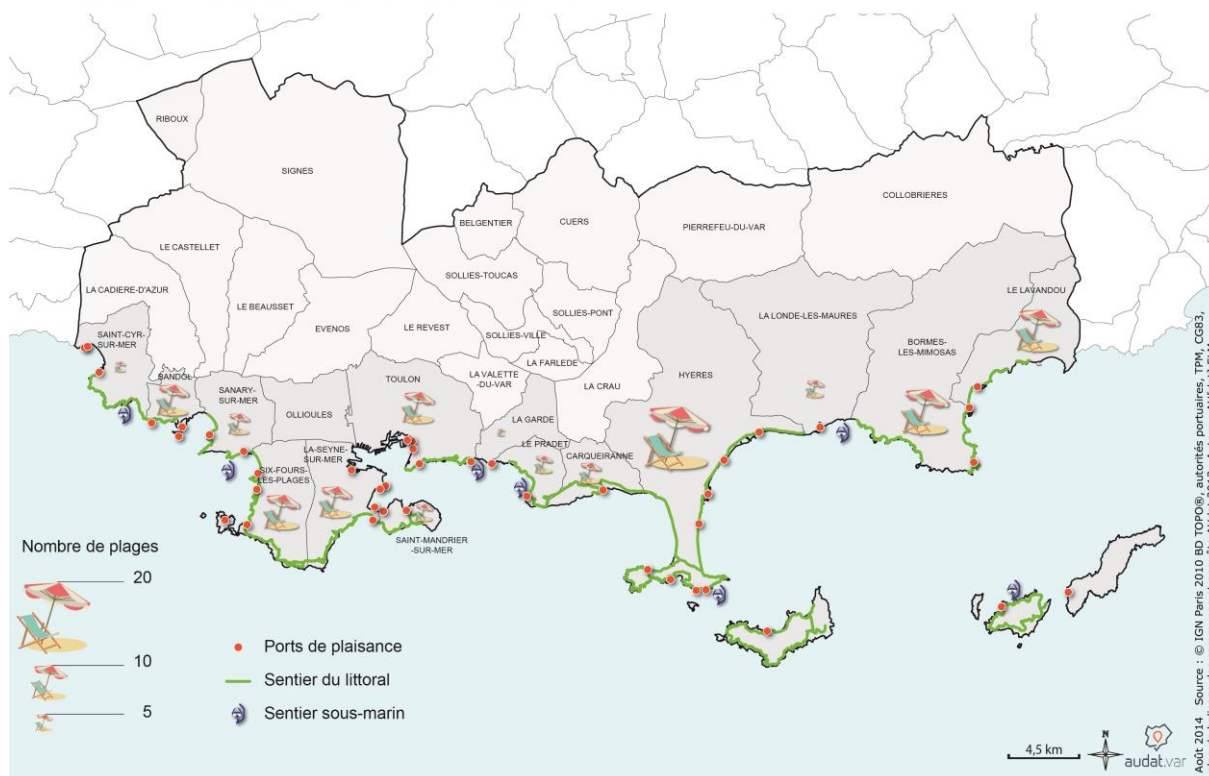 RIBOUX
SIGNES
COLLOBRIERES
BELGENTIER
CUERS
PIERREFEU-DU-VAR
LE CASTELLET
SOLLIES-TOUCAS
LA CADIERE-D'AZUR
LE LAVANDOU
LE BEAUSSET
SOLLIES-PONT
LA LONDE-LES-MAURES
EVENOS
LE REVEST
SAINT-CYR-
SUR-MER
SOLLIES-VILLE
BORMES-
LES-MIMOSAS
LA FARLEDE
BANDOL
TOULON
LA VALETTE
-DU-VAR
HYERES
SANARY-
SUR-MER
LA CRAU
OLLIOULES
LA GARDE
LE PRADET
LA-SEYNE-
SUR-MER
CARQUEIRANNE
SIX-FOURS-
LES-PLAGES
SAINT-MANDRIER
-SUR-MER
Nombre de plages
20
10
5
Ports de plaisance
Sentier du littoral
Sentier sous-marin
N
4,5 km
audat.var
Août 2014 Source : © IGN Paris 2010 BD TOPO®, autorités portuaires, TPM, CG83,